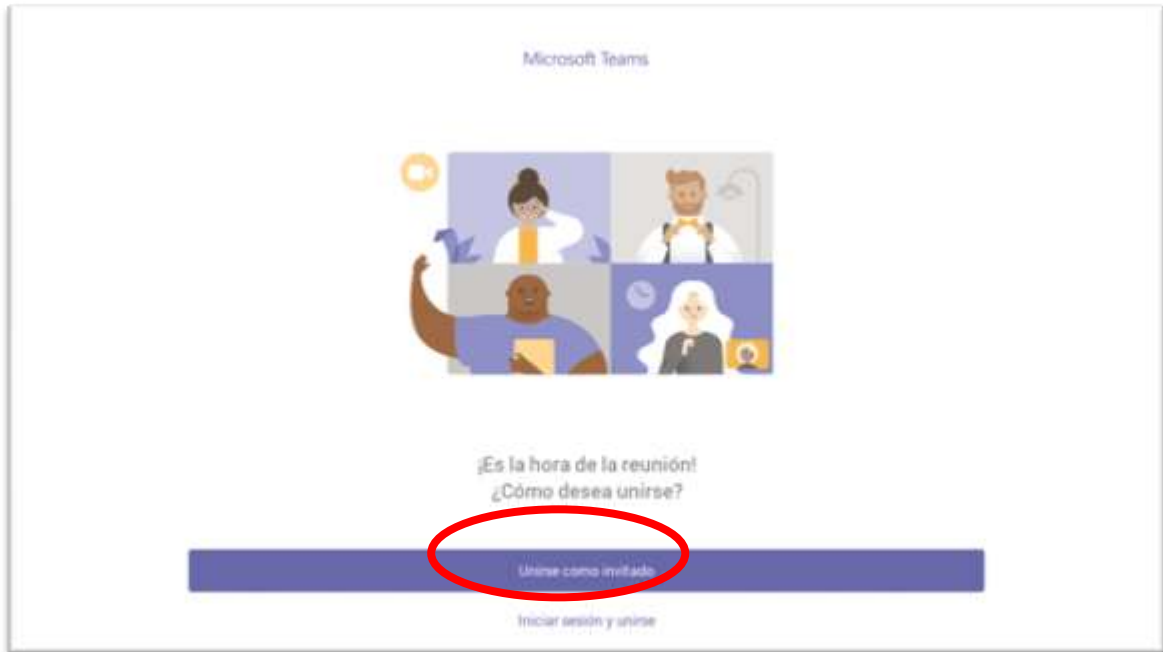 Microsoft Teams
¡Es la hora de la reunión!
¿Cómo desea unirse?
Unirse como invitado
Iniciar sesión y unirse